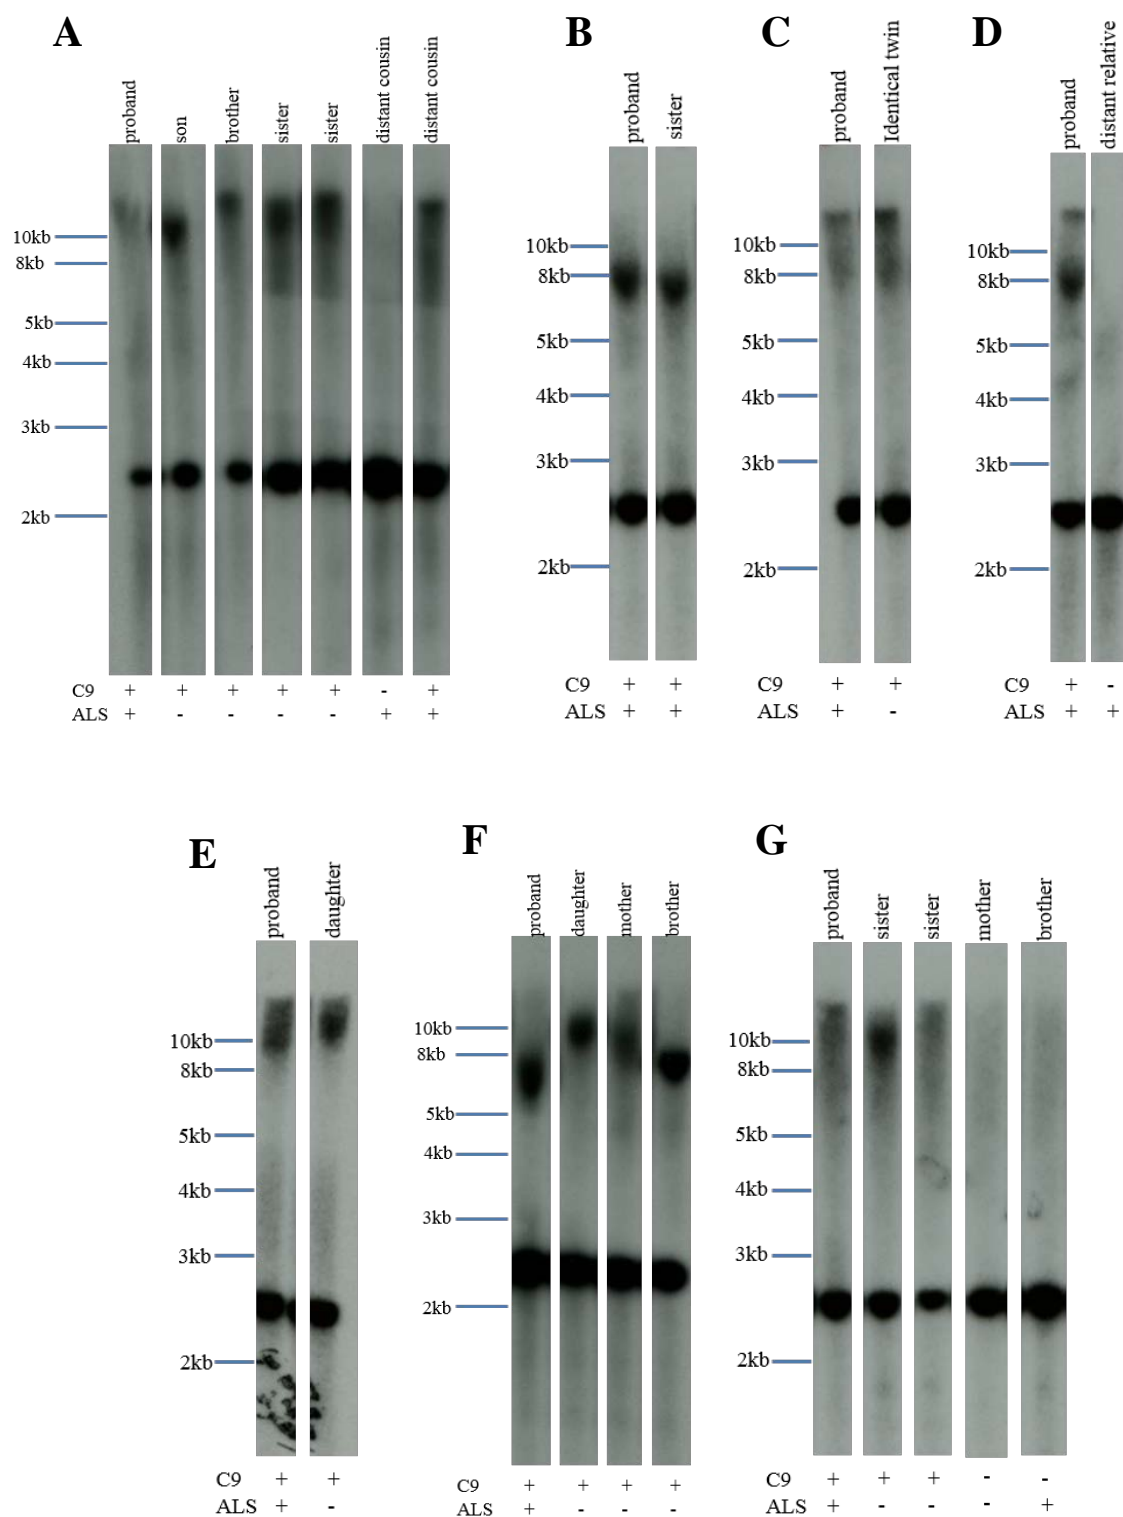 A
proband
son
brother
sister
sister
distant cousin
distant cousin
10kb
8kb
5kb
4kb
3kb
2kb
C9 + + + + + - +
ALS + - - - - + +
B
proband
sister
10kb
8kb
5kb
4kb
3kb
2kb
C9 + +
ALS + +
C
proband
Identical twin
10kb
8kb
5kb
4kb
3kb
2kb
C9 + +
ALS + -
D
proband
distant relative
10kb
8kb
5kb
4kb
3kb
2kb
C9 + -
ALS + +
E
proband
daughter
10kb
8kb
5kb
4kb
3kb
2kb
C9 + +
ALS + -
F
proband
daughter
mother
brother
10kb
8kb
5kb
4kb
3kb
2kb
C9 + + + +
ALS + - - -
G
proband
sister
sister
mother
brother
10kb
8kb
5kb
4kb
3kb
2kb
C9 + + + - -
ALS + - - - +